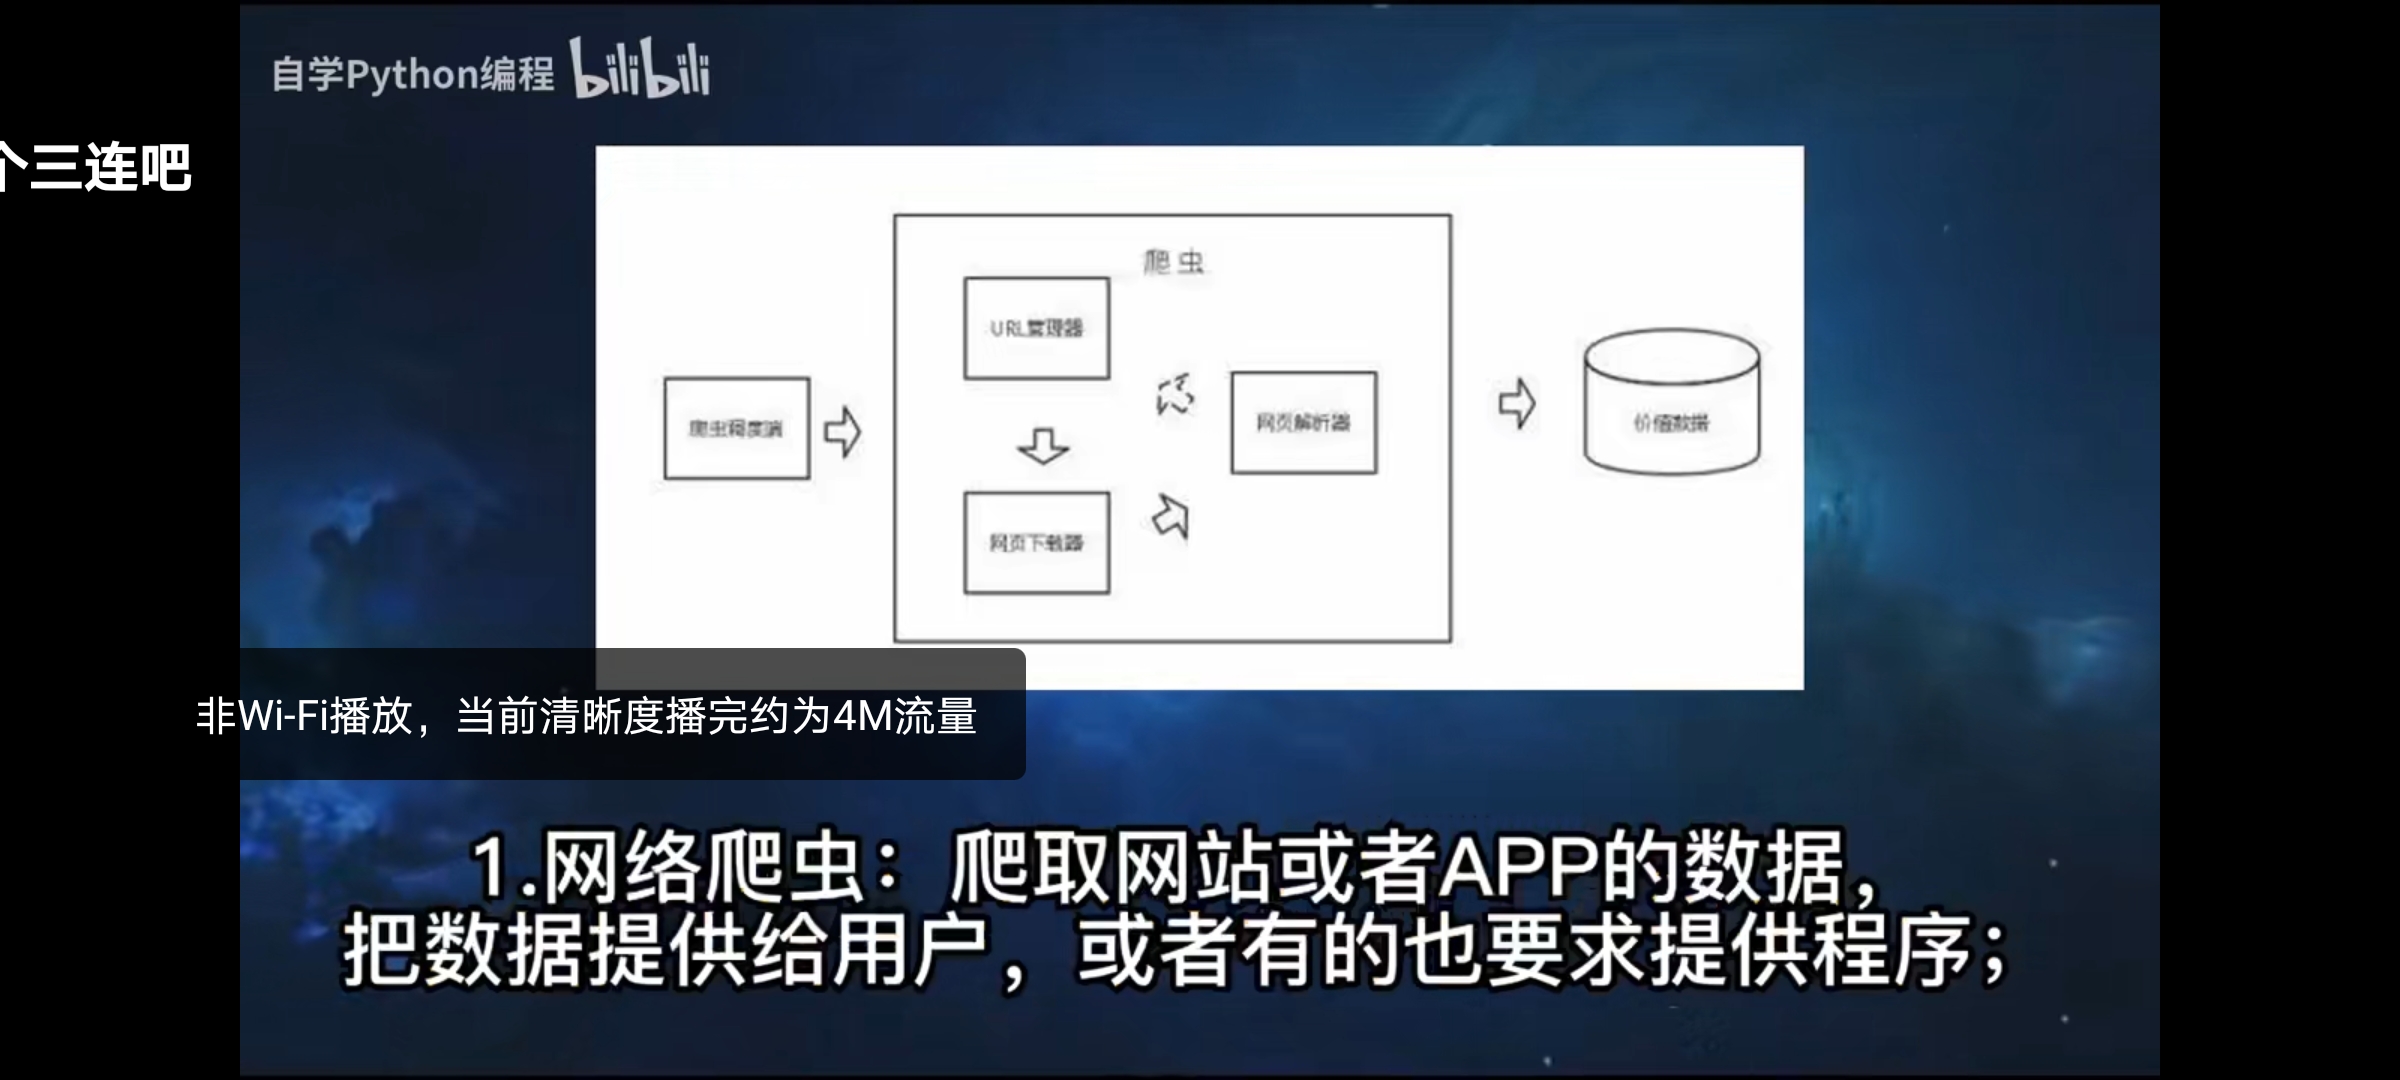 自学Python编程 bilibili
个三连吧
爬虫
URL管理器
爬虫调度端
网页解析器
价值数据
网页下载器
非Wi-Fi播放，当前清晰度播完约为4M流量
1.网络爬虫：爬取网站或者APP的数据，
把数据提供给用户，或者有的也要求提供程序；